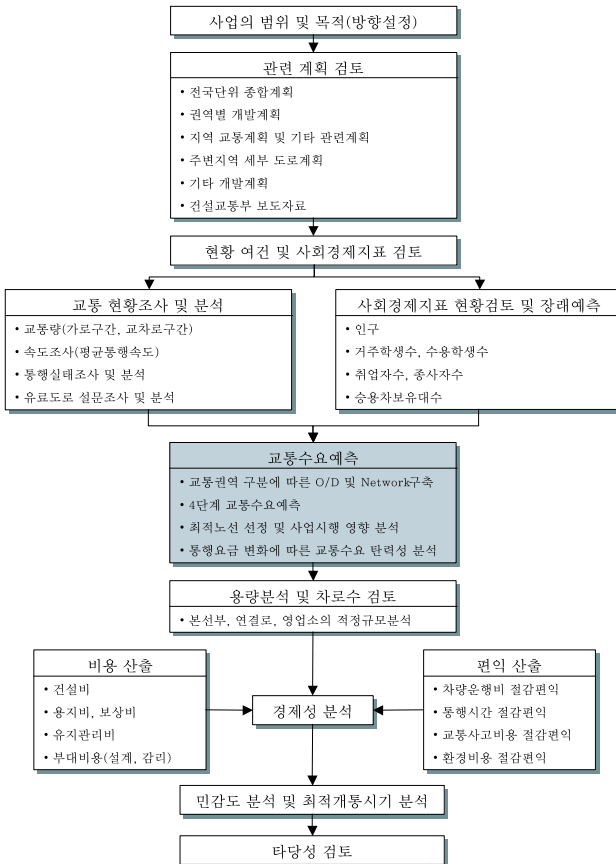 사업의 범위 및 목적(방향설정)
관련 계획 검토
• 전국단위 종합계획
• 권역별 개발계획
• 지역 교통계획 및 기타 관련계획
• 주변지역 세부 도로계획
• 기타 개발계획
• 건설교통부 보도자료
현황 여건 및 사회경제지표 검토
교통 현황조사 및 분석
• 교통량(가로구간, 교차로구간)
• 속도조사(평균통행속도)
• 통행실태조사 및 분석
• 유료도로 설문조사 및 분석
사회경제지표 현황검토 및 장래예측
• 인구
• 거주학생수, 수용학생수
• 취업자수, 종사자수
• 승용차보유대수
교통수요예측
• 교통권역 구분에 따른 O/D 및 Network구축
• 4단계 교통수요예측
• 최적노선 선정 및 사업시행 영향 분석
• 통행요금 변화에 따른 교통수요 탄력성 분석
용량분석 및 차로수 검토
• 본선부, 연결로, 영업소의 적정규모분석
비용 산출
• 건설비
• 용지비, 보상비
• 유지관리비
• 부대비용(설계, 감리)
경제성 분석
편익 산출
• 차량운행비 절감편익
• 통행시간 절감편익
• 교통사고비용 절감편익
• 환경비용 절감편익
민감도 분석 및 최적개통시기 분석
타당성 검토